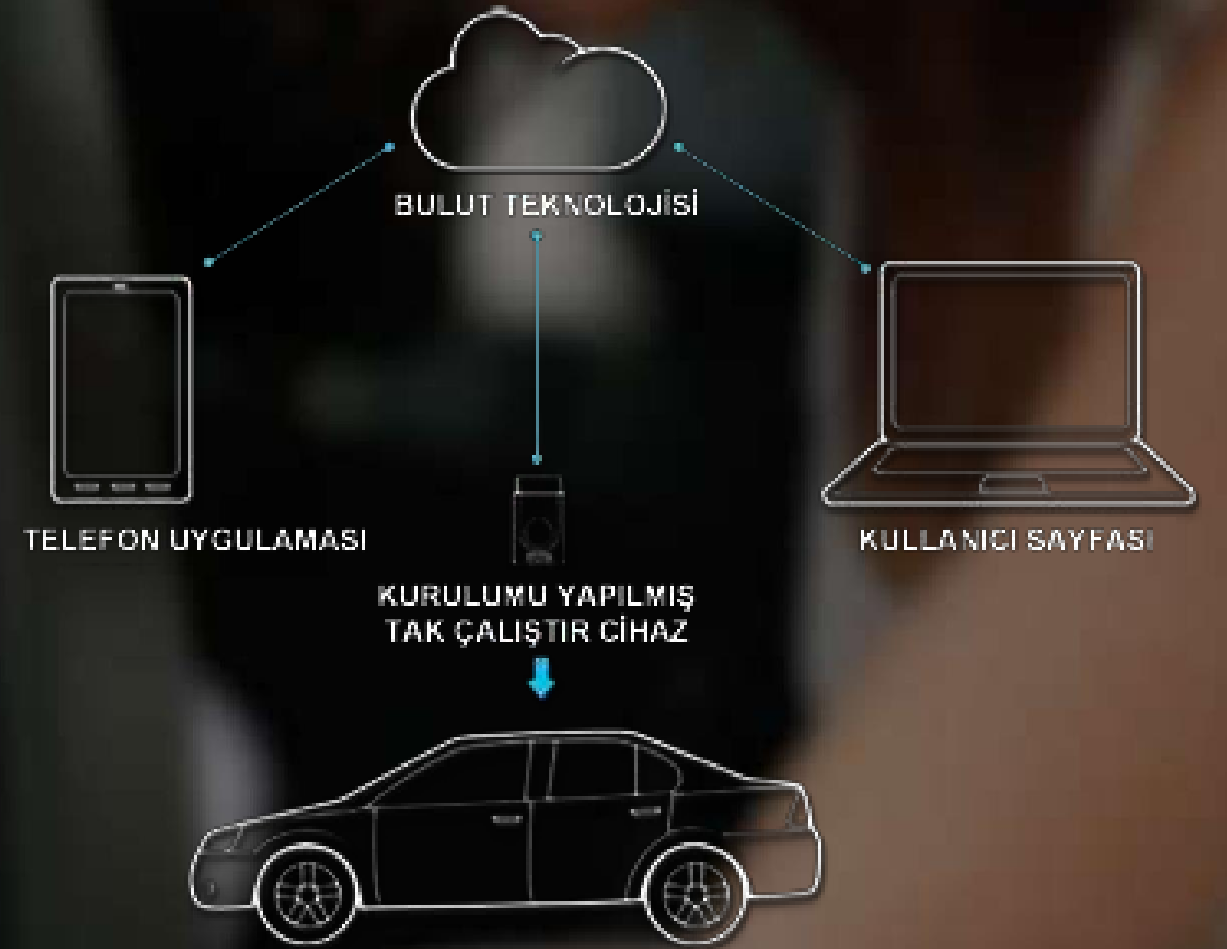 BULUT TEKNOLOJİSİ
TELEFON UYGULAMASI
KULLANICI SAYFASI
KURULUMU YAPILMIŞ
TAK ÇALIŞTIR CİHAZ